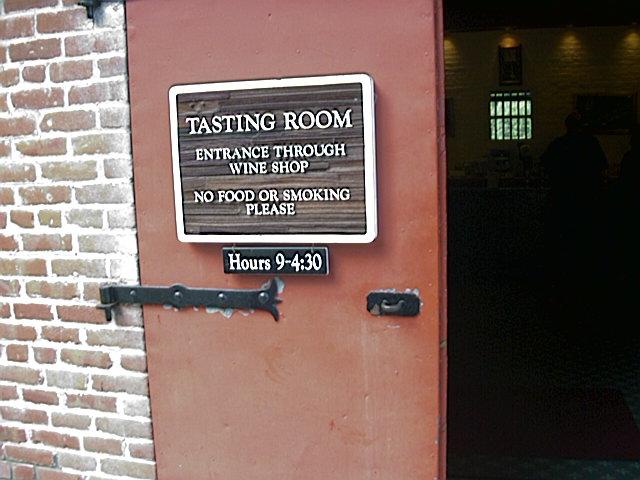 TASTING ROOM
ENTRANCE THROUGH
WINE SHOP
NO FOOD OR SMOKING
PLEASE
Hours 9-4:30